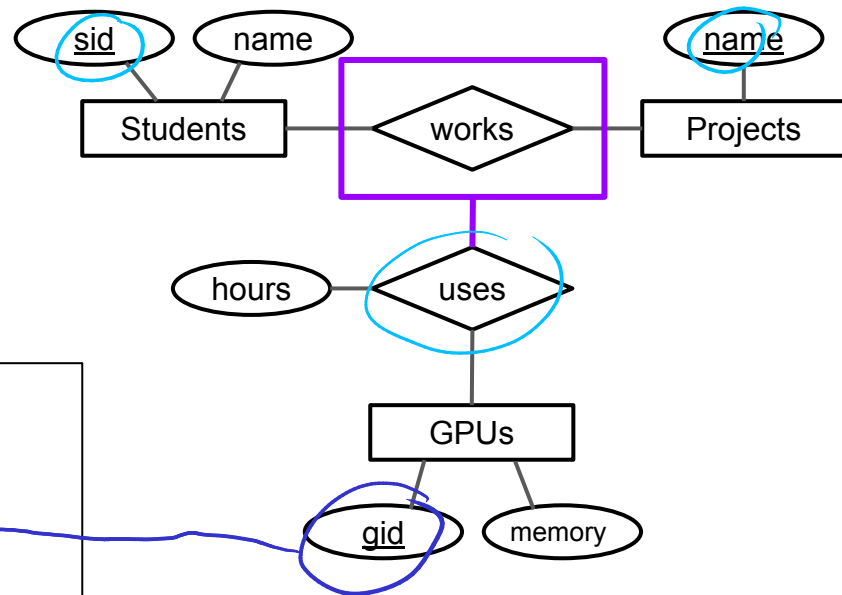 sid name name
Students works Projects
hours uses
GPUs
gid memory